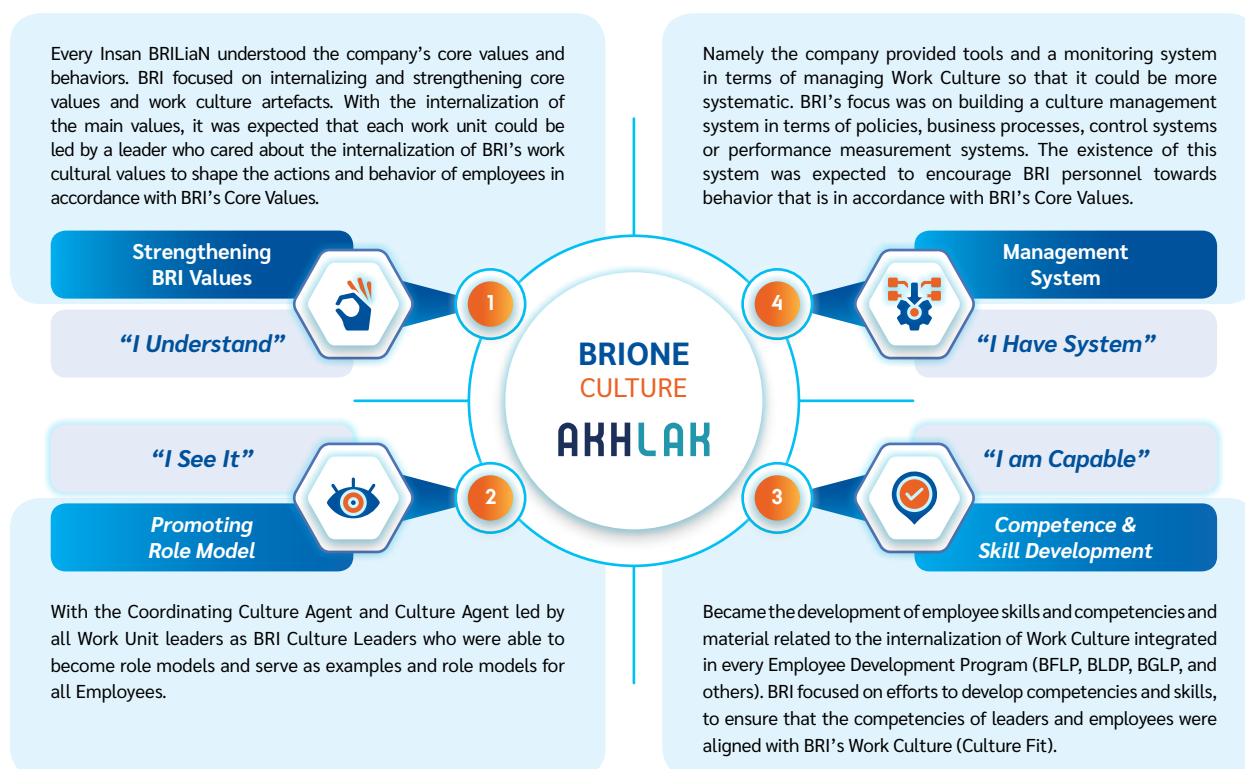 Every Insan BRILiaN understood the company's core values and
behaviors. BRI focused on internalizing and strengthening core
values and work culture artefacts. With the internalization of
the main values, it was expected that each work unit could be
led by a leader who cared about the internalization of BRI's work
cultural values to shape the actions and behavior of employees in
accordance with BRI's Core Values.
Strengthening
BRI Values
"I Understand"
1
"I See It"
Promoting
Role Model
2
With the Coordinating Culture Agent and Culture Agent led by
all Work Unit leaders as BRI Culture Leaders who were able to
become role models and serve as examples and role models for
all Employees.
BRIONE
CULTURE
AKHLAK
Namely the company provided tools and a monitoring system
in terms of managing Work Culture so that it could be more
systematic. BRI's focus was on building a culture management
system in terms of policies, business processes, control systems
or performance measurement systems. The existence of this
system was expected to encourage BRI personnel towards
behavior that is in accordance with BRI's Core Values.
4
Management
System
"I Have System"
3
"I am Capable"
Competence &
Skill Development
Became the development of employee skills and competencies and
material related to the internalization of Work Culture integrated
in every Employee Development Program (BFLP, BLDP, BGLP, and
others). BRI focused on efforts to develop competencies and skills,
to ensure that the competencies of leaders and employees were
aligned with BRI's Work Culture (Culture Fit).